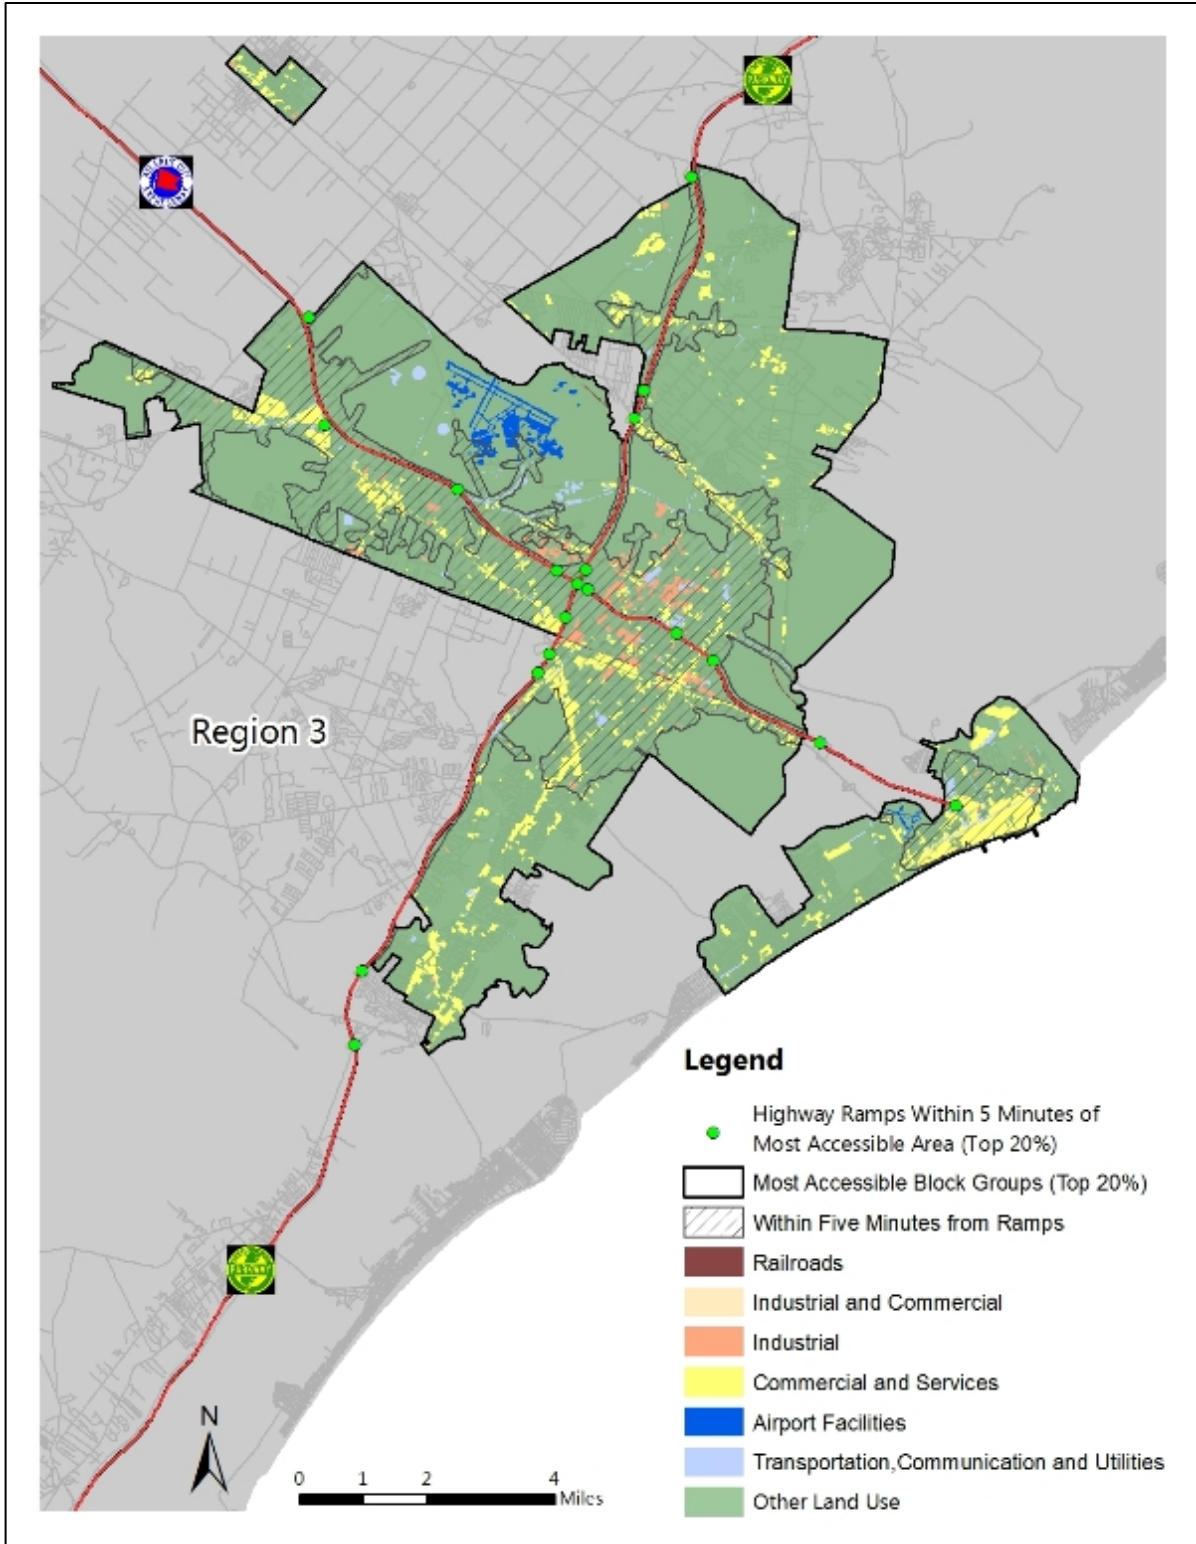 Region 3
Legend
Highway Ramps Within 5 Minutes of
Most Accessible Area (Top 20%)
Most Accessible Block Groups (Top 20%)
Within Five Minutes from Ramps
Railroads
Industrial and Commercial
Industrial
Commercial and Services
Airport Facilities
Transportation,Communication and Utilities
Other Land Use
N
0 1 2 4
Miles